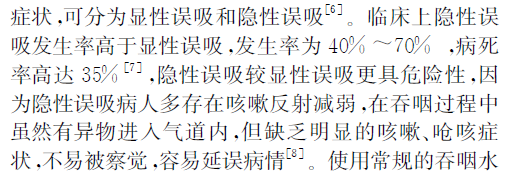 症状,可分为显性误吸和隐性误吸[6]。临床上隐性误
吸发生率高于显性误吸,发生率为 40%～70% ,病死
率高达 35%[7],隐性误吸较显性误吸更具危险性,因
为隐性误吸病人多存在咳嗽反射减弱,在吞咽过程中
虽然有异物进入气道内,但缺乏明显的咳嗽、呛咳症
状,不易被察觉,容易延误病情[8]。使用常规的吞咽水